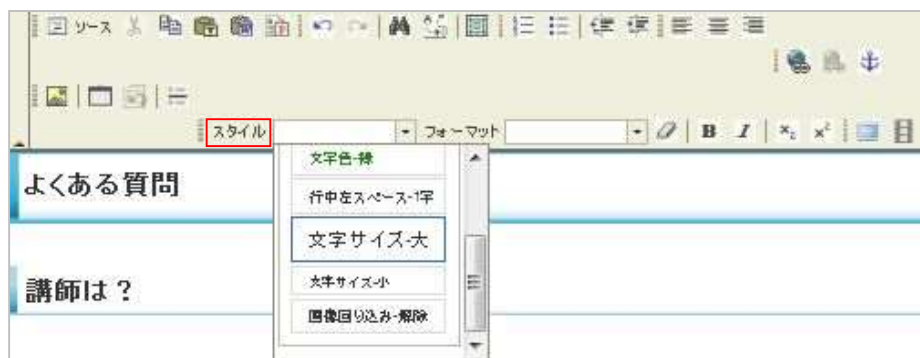 ソース
スタイル フォーマット B I x₂ x²
文字色-緑
よくある質問
行中左スペース-1字
文字サイズ-大
文字サイズ-小
講師は？
画像回り込み-解除